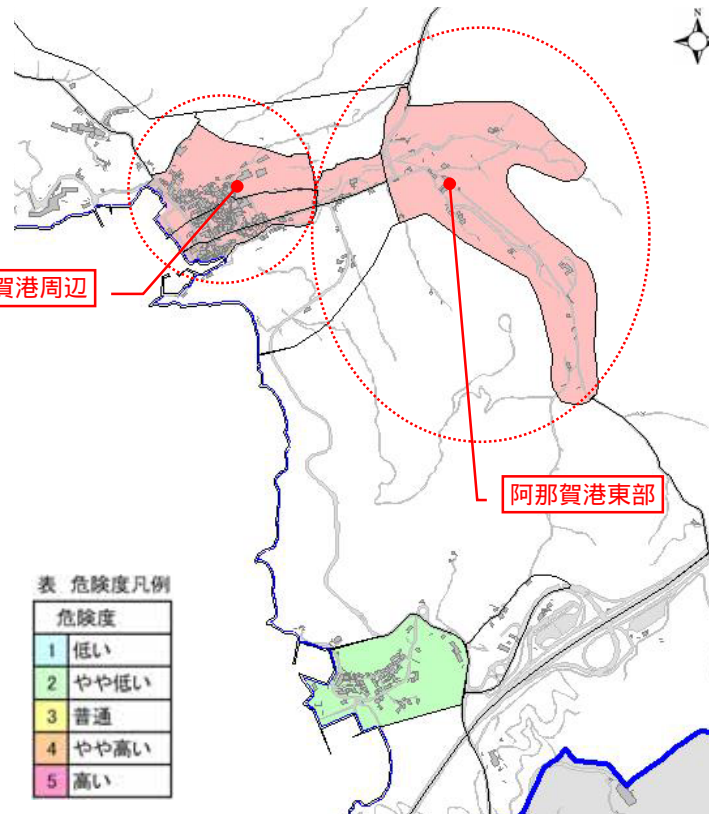 N
賀港周辺
阿那賀港東部
表 危険度凡例
危険度
1 低い
2 やや低い
3 普通
4 やや高い
5 高い